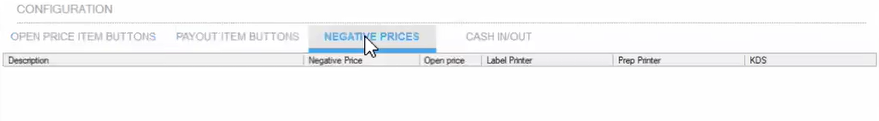 CONFIGURATION
OPEN PRICE ITEM BUTTONS PAYOUT ITEM BUTTONS NEGATIVE PRICES CASH IN/OUT
Description Negative Price Open price Label Printer Prep Printer KDS